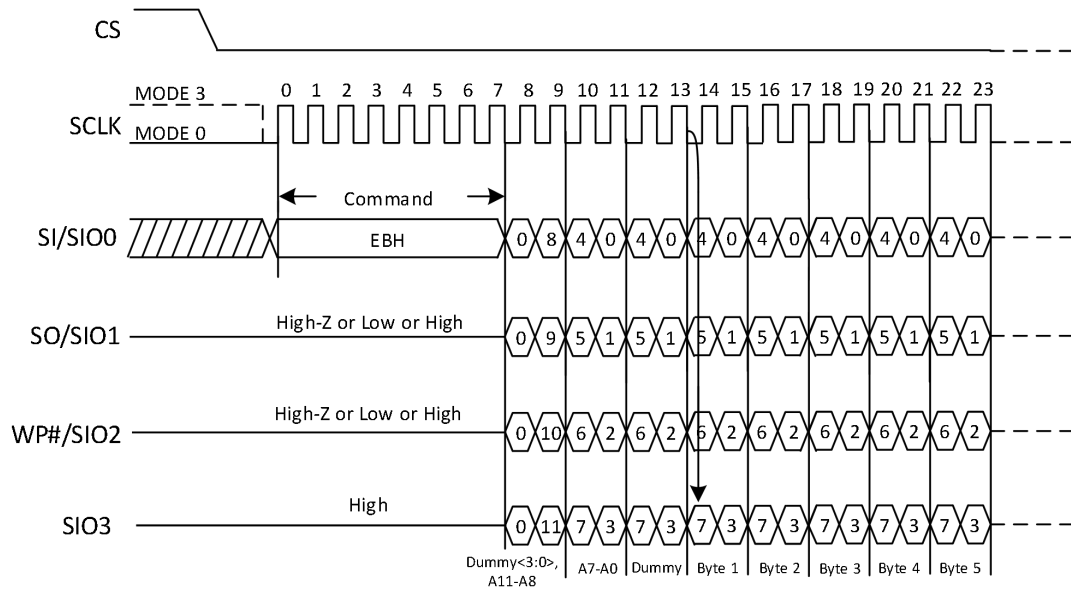 CS
MODE 3
0 1 2 3 4 5 6 7 8 9 10 11 12 13 14 15 16 17 18 19 20 21 22 23
SCLK
MODE 0
Command
SI/SIO0
EBH
0 8 4 0 4 0 4 0 4 0 4 0 4 0 4 0
High-Z or Low or High
SO/SIO1
0 9 5 1 5 1 5 1 5 1 5 1 5 1 5 1
High-Z or Low or High
WP#/SIO2
0 10 6 2 6 2 6 2 6 2 6 2 6 2 6 2
High
SIO3
0 11 7 3 7 3 7 3 7 3 7 3 7 3 7 3
Dummy<3:0>,
A11-A8
A7-A0
Dummy
Byte 1
Byte 2
Byte 3
Byte 4
Byte 5